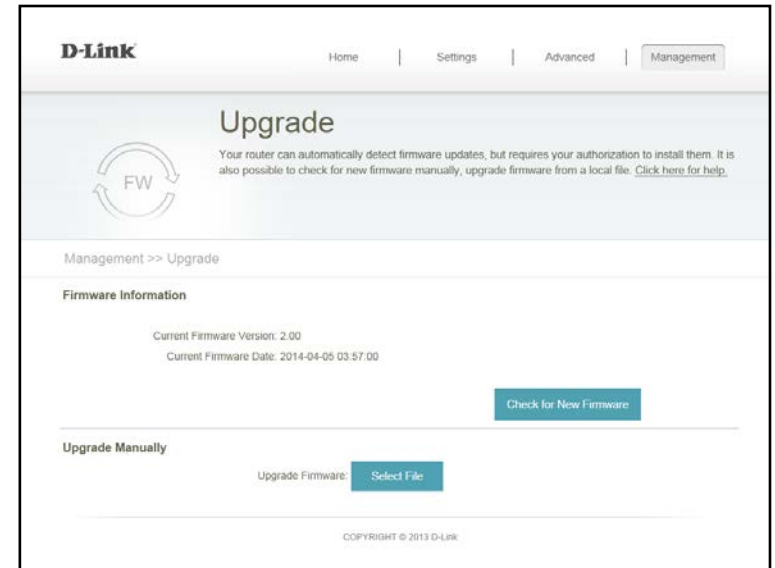 D-Link
Home | Settings | Advanced | Management
Upgrade
Your router can automatically detect firmware updates, but requires your authorization to install them. It is
also possible to check for new firmware manually, upgrade firmware from a local file. Click here for help.
FW
Management >> Upgrade
Firmware Information
Current Firmware Version: 2.00
Current Firmware Date: 2014-04-05 03:57:00
Check for New Firmware
Upgrade Manually
Upgrade Firmware: Select File
COPYRIGHT © 2013 D-Link